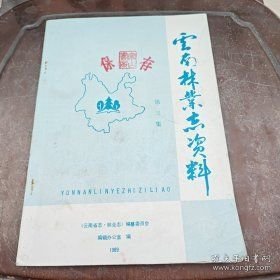 云南林业志资料
保存
第三集
YUNNANLINYEZHIZILIAO
《云南省志·林业志》编纂委员会
编辑办公室 编
1989